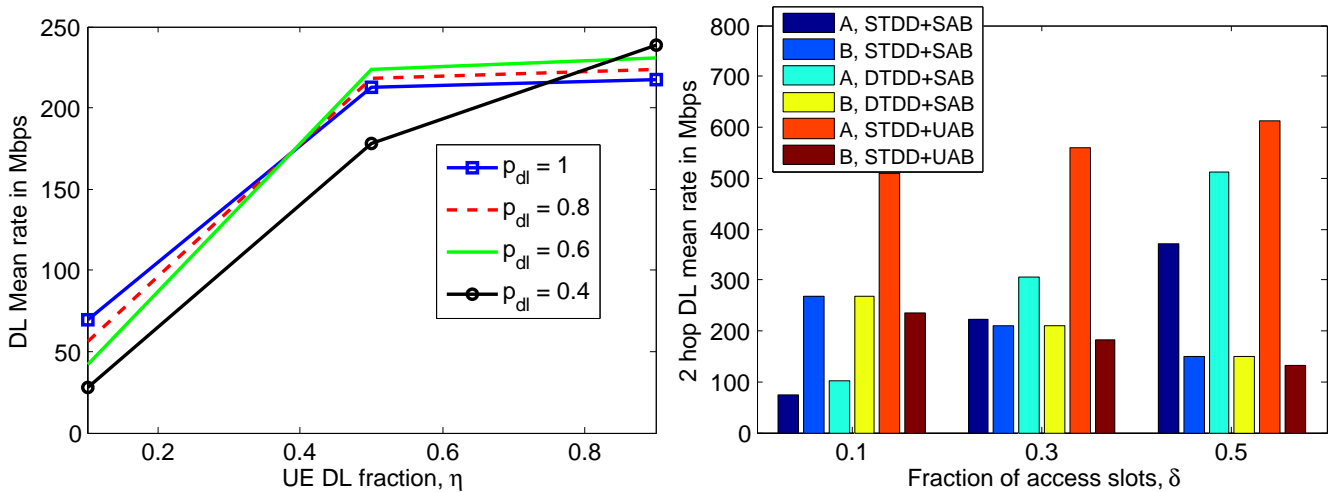 250
200
150
100
50
0
DL Mean rate in Mbps
p_dl = 1
p_dl = 0.8
p_dl = 0.6
p_dl = 0.4
0.2 0.4 0.6 0.8
UE DL fraction, η
800
700
600
500
400
300
200
100
0
2 hop DL mean rate in Mbps
A, STDD+SAB
B, STDD+SAB
A, DTDD+SAB
B, DTDD+SAB
A, STDD+UAB
B, STDD+UAB
0.1 0.3 0.5
Fraction of access slots, δ